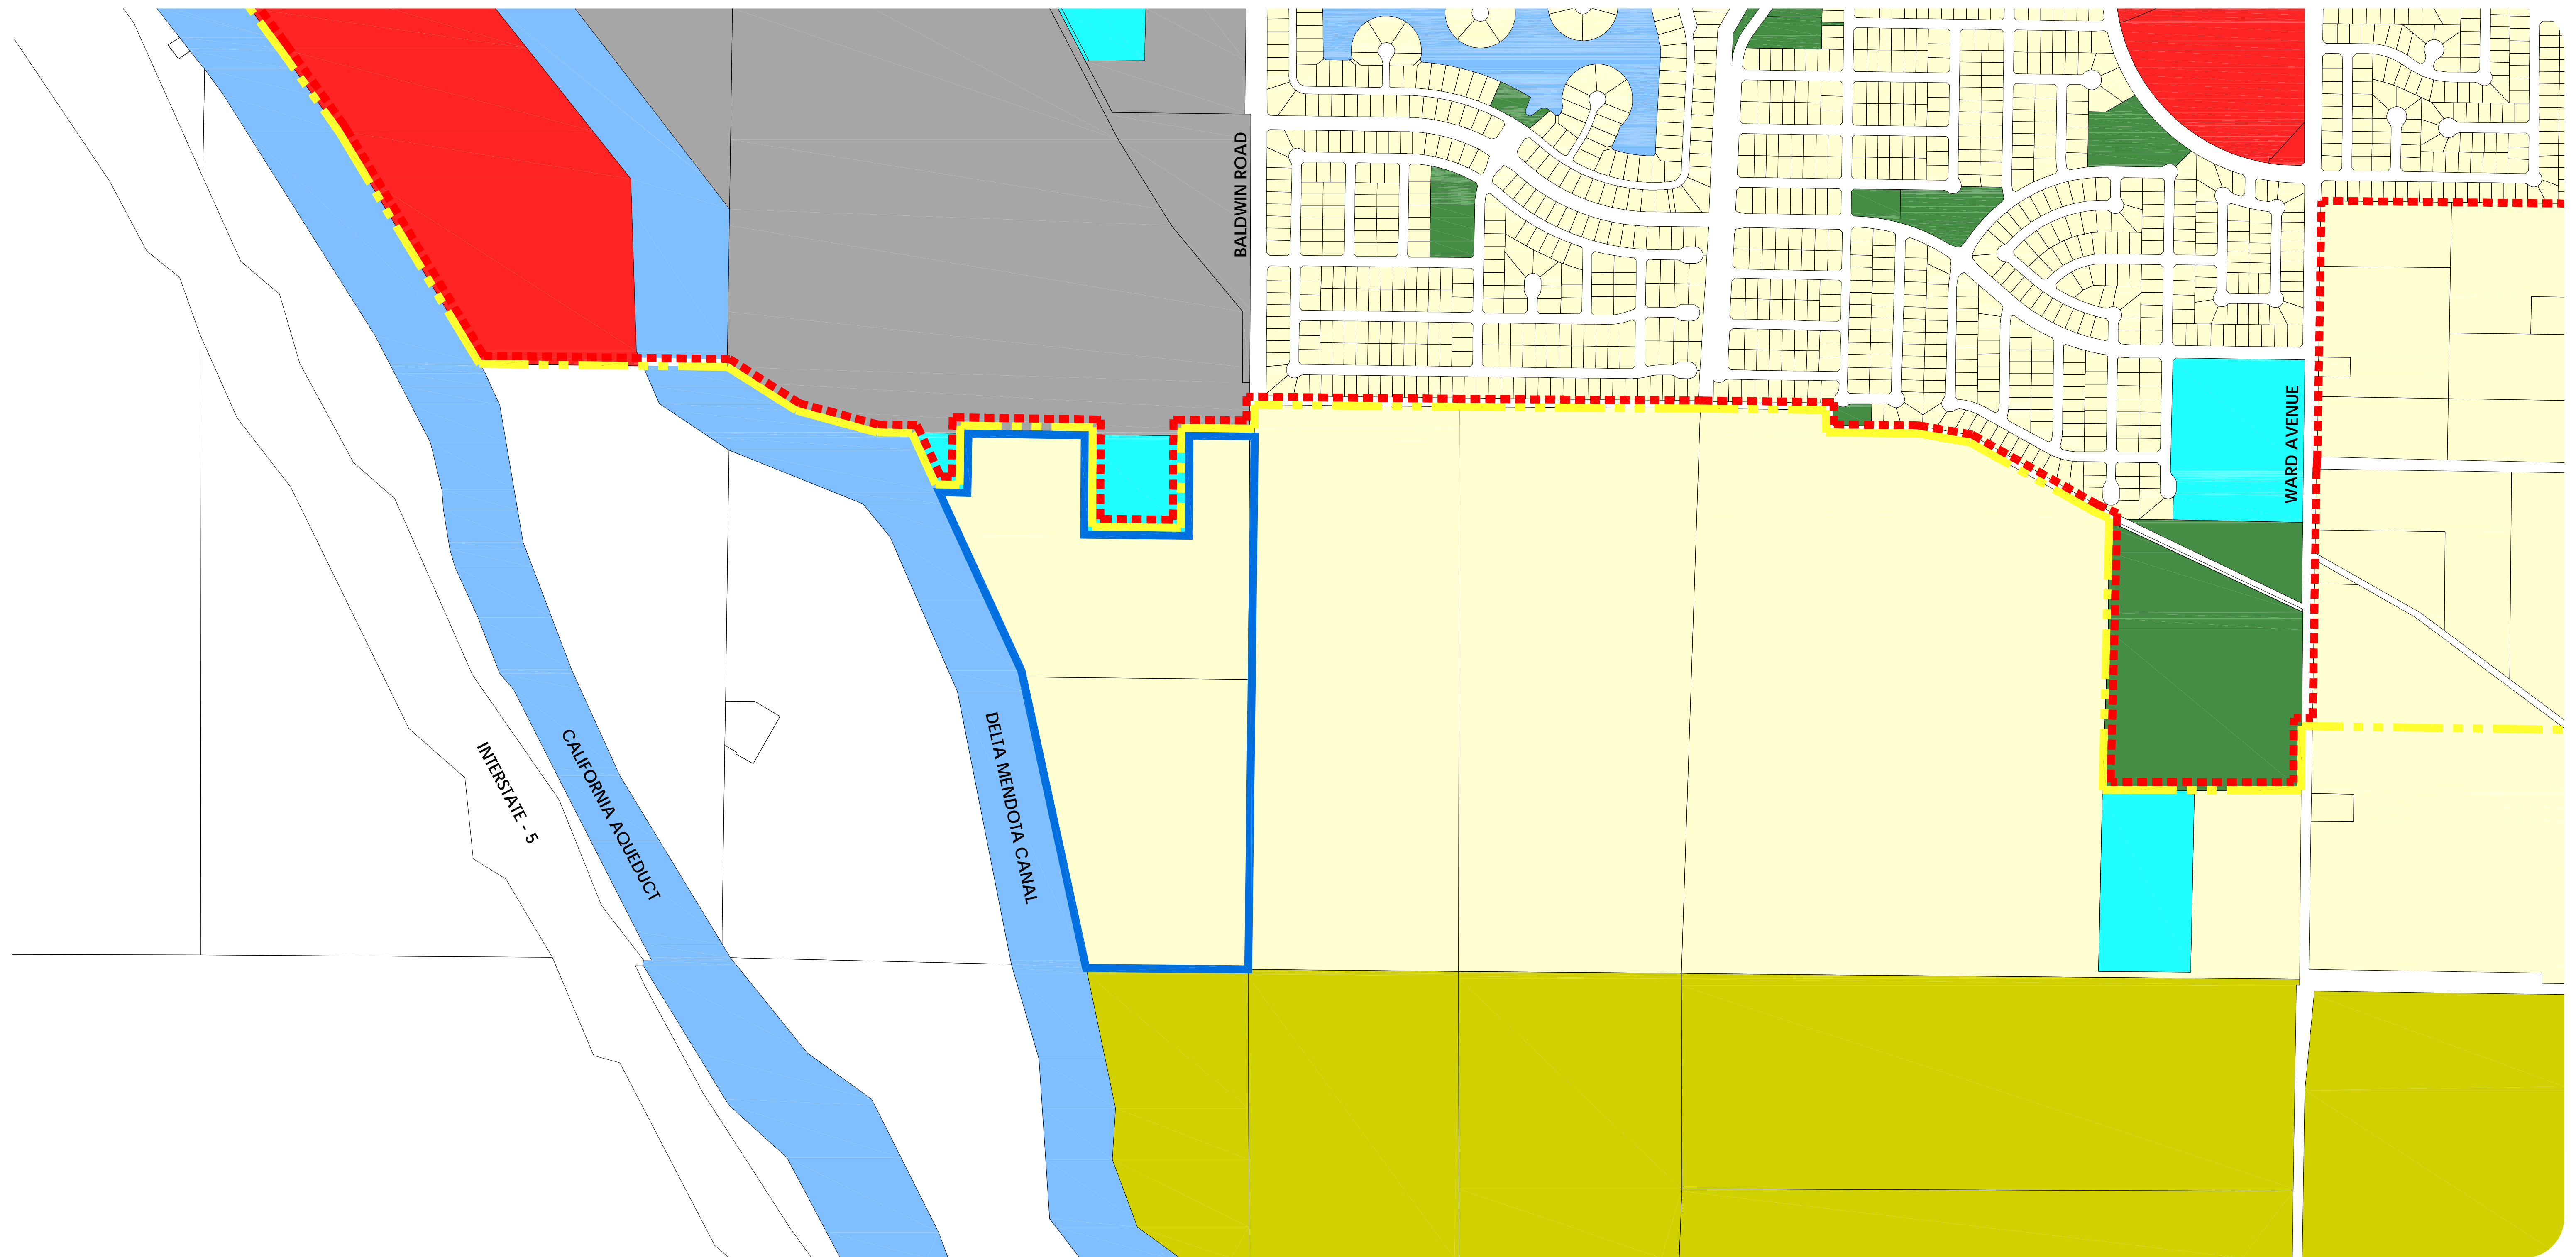 BALDWIN ROAD
WARD AVENUE
INTERSTATE - 5
CALIFORNIA AQUEDUCT
DELTA MENDOTA CANAL